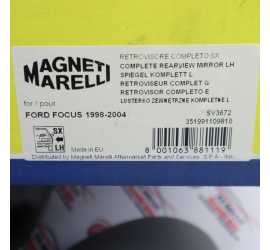 MAGNETI
MARELLI
RETROVISORE COMPLETO SX
COMPLETE REARVIEW MIRROR LH
SPIEGEL KOMPLETT L
RETROVISEUR COMPLET G
RETROVISOR COMPLETO E
LUSTERKO ZEWNĘTRZNE KOMPLETNE L
for / pour
FORD FOCUS 1998-2004
SV3672
351991109810
SX
LH
Made in EU
8 001063 881119
Distributed by Magneti Marelli Aftermarket Parts and Services S.P.A -